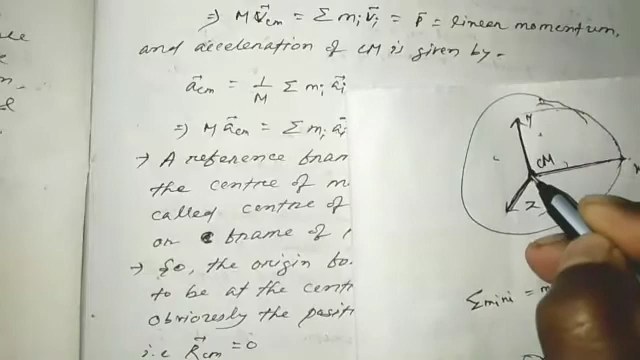 ⇒ M V⃗cm = Σ mi V⃗i = P⃗ = linear momentum,
and acceleration of CM is given by.
a⃗cm = 1/M Σ mi a⃗i
⇒ M a⃗cm = Σ mi a⃗i
→ A reference fram
the centre of m
called centre of
or frame of
→ So, the origin
to be at the cent
obviously the posit
i.e R⃗cm = 0
Y
CM
X
Z
Σ mi ri = m